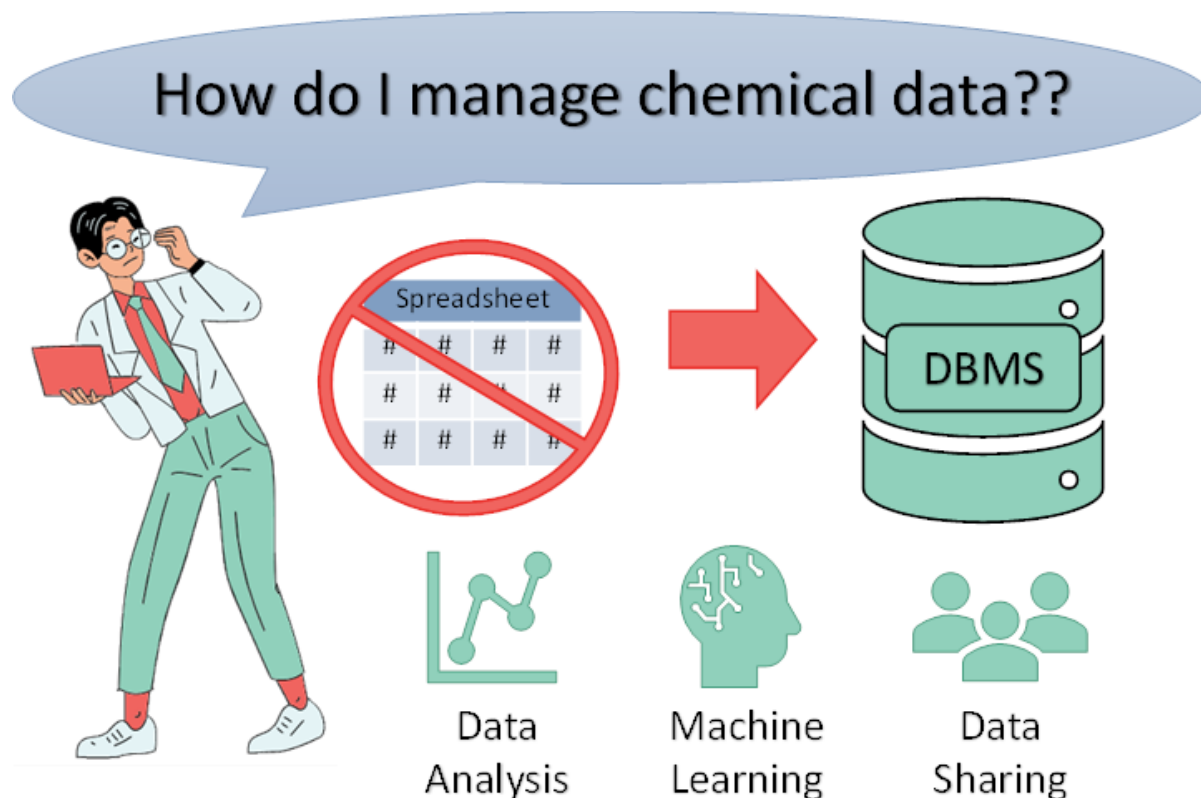 How do I manage chemical data??
Spreadsheet
# # # #
# # # #
# # # #
DBMS
Data
Analysis
Machine
Learning
Data
Sharing